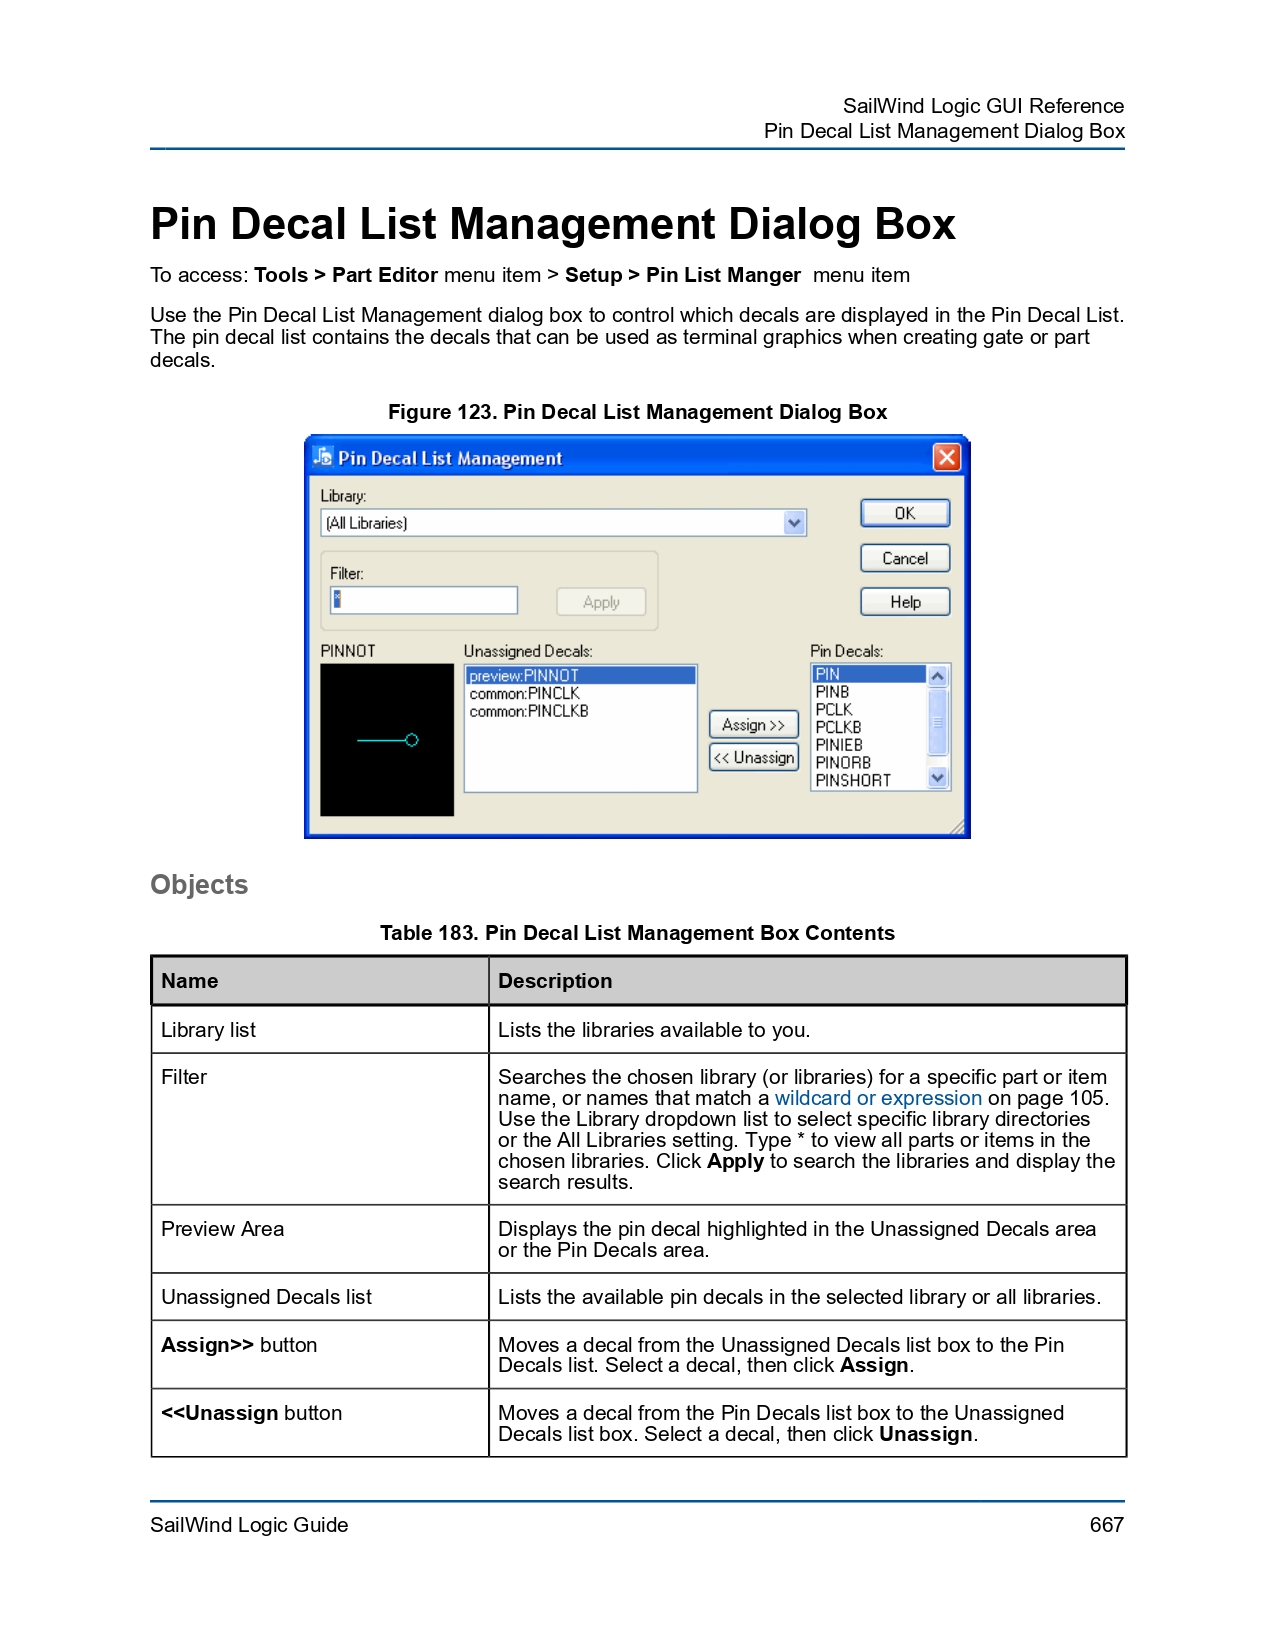 SailWind Logic GUI Reference
Pin Decal List Management Dialog Box
Pin Decal List Management Dialog Box
To access: Tools > Part Editor menu item > Setup > Pin List Manger menu item
Use the Pin Decal List Management dialog box to control which decals are displayed in the Pin Decal List.
The pin decal list contains the decals that can be used as terminal graphics when creating gate or part
decals.
Figure 123. Pin Decal List Management Dialog Box
Pin Decal List Management
Library:
(All Libraries)
OK
Cancel
Filter:
*
Apply
Help
PINNOT
Unassigned Decals:
preview:PINNOT
common:PINCLK
common:PINCLKB
Assign >>
<< Unassign
Pin Decals:
PIN
PINB
PCLK
PCLKB
PINIEB
PINORB
PINSHORT
Objects
Table 183. Pin Decal List Management Box Contents
Name Description
Library list Lists the libraries available to you.
Filter Searches the chosen library (or libraries) for a specific part or item
name, or names that match a wildcard or expression on page 105.
Use the Library dropdown list to select specific library directories
or the All Libraries setting. Type * to view all parts or items in the
chosen libraries. Click Apply to search the libraries and display the
search results.
Preview Area Displays the pin decal highlighted in the Unassigned Decals area
or the Pin Decals area.
Unassigned Decals list Lists the available pin decals in the selected library or all libraries.
Assign>> button Moves a decal from the Unassigned Decals list box to the Pin
Decals list. Select a decal, then click Assign.
<<Unassign button Moves a decal from the Pin Decals list box to the Unassigned
Decals list box. Select a decal, then click Unassign.
SailWind Logic Guide 667